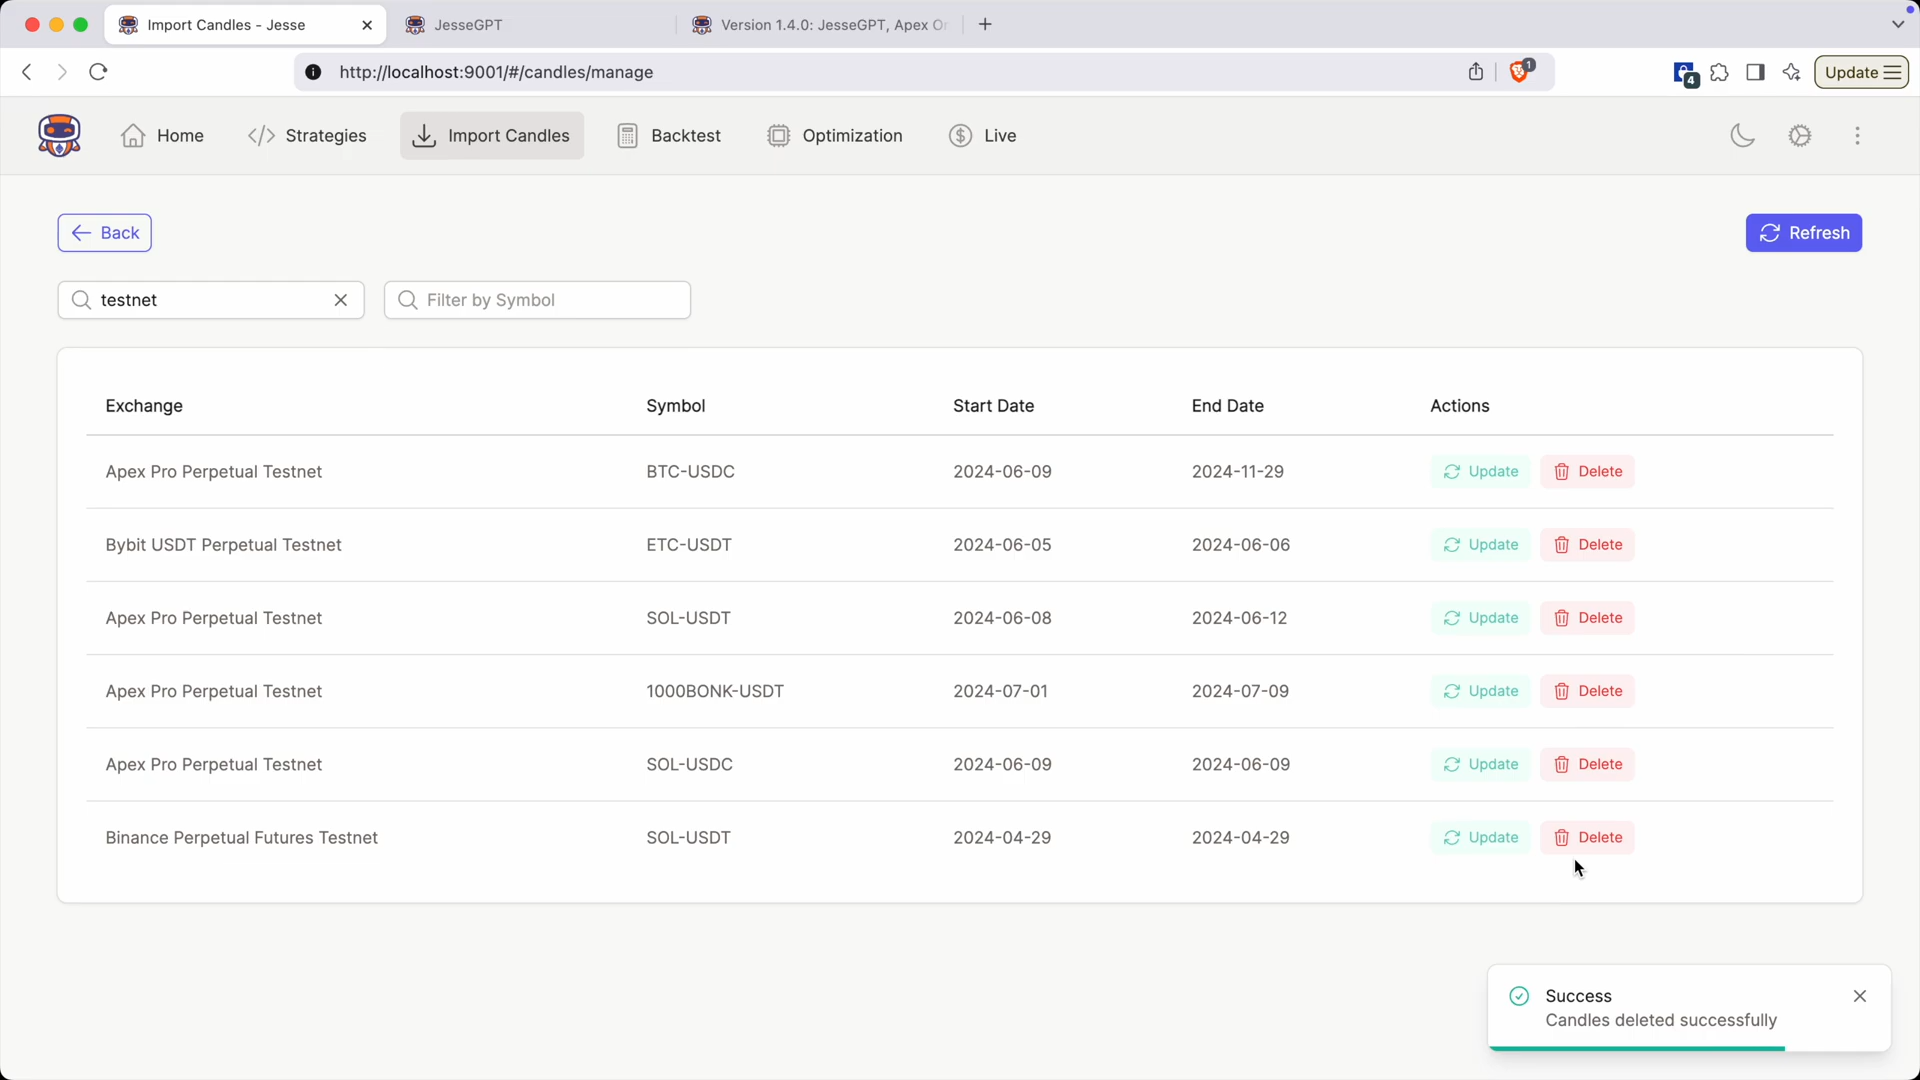 Import Candles - Jesse
JesseGPT
Version 1.4.0: JesseGPT, Apex Or
http://localhost:9001/#/candles/manage
1
4
Update
Home
Strategies
Import Candles
Backtest
Optimization
Live
Back
Refresh
testnet
Filter by Symbol
Exchange Symbol Start Date End Date Actions
Apex Pro Perpetual Testnet BTC-USDC 2024-06-09 2024-11-29 Update Delete
Bybit USDT Perpetual Testnet ETC-USDT 2024-06-05 2024-06-06 Update Delete
Apex Pro Perpetual Testnet SOL-USDT 2024-06-08 2024-06-12 Update Delete
Apex Pro Perpetual Testnet 1000BONK-USDT 2024-07-01 2024-07-09 Update Delete
Apex Pro Perpetual Testnet SOL-USDC 2024-06-09 2024-06-09 Update Delete
Binance Perpetual Futures Testnet SOL-USDT 2024-04-29 2024-04-29 Update Delete
Success
Candles deleted successfully